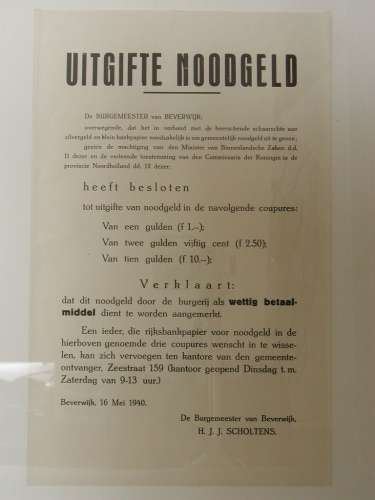 UITGIFTE NOODGELD
De BURGEMEESTER van BEVERWIJK:
overwegende, dat het in verband met de heerschende schaarschte aan
zilvergeld en klein bankpapier noodzakelijk is om gemeentelijk noodgeld uit te geven;
gezien de machtiging van den Minister van Binnenlandsche Zaken d.d.
11 dezer en de verleende toestemming van den Commissaris der Koningin in de
provincie Noordholland dd. 12 dezer.
heeft besloten
tot uitgifte van noodgeld in de navolgende coupures:
Van een gulden (f 1.–);
Van twee gulden vijftig cent (f 2.50);
Van tien gulden (f 10.–);
Verklaart:
dat dit noodgeld door de burgerij als wettig betaal-
middel dient te worden aangemerkt.
Een ieder, die rijksbankpapier voor noodgeld in de
hierboven genoemde drie coupures wenscht in te wisse-
len, kan zich vervoegen ten kantore van den gemeente-
ontvanger, Zeestraat 159 (kantoor geopend Dinsdag t.m.
Zaterdag van 9-13 uur.)
Beverwijk, 16 Mei 1940.
De Burgemeester van Beverwijk,
H. J. J. SCHOLTENS.